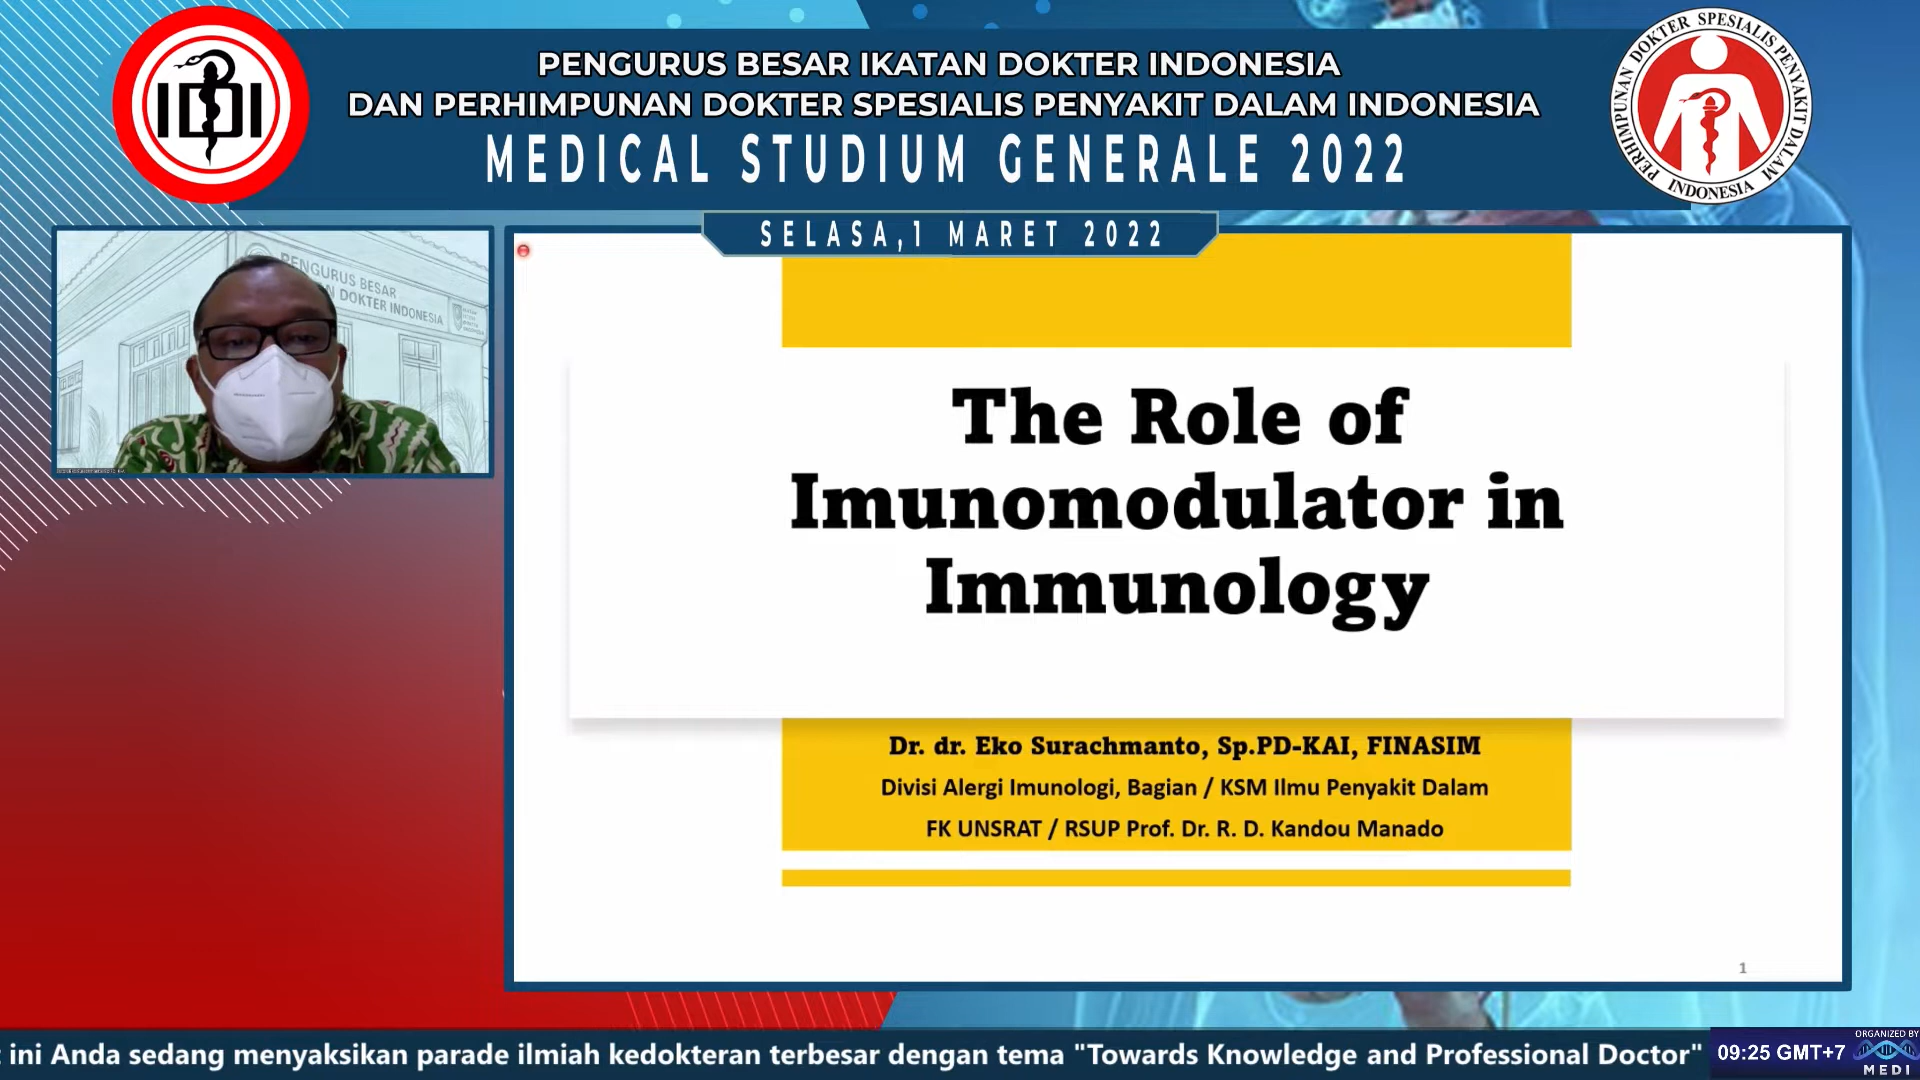 IDI
PENGURUS BESAR IKATAN DOKTER INDONESIA
DAN PERHIMPUNAN DOKTER SPESIALIS PENYAKIT DALAM INDONESIA
MEDICAL STUDIUM GENERALE 2022
PERHIMPUNAN DOKTER SPESIALIS PENYAKIT DALAM
INDONESIA
SELASA,1 MARET 2022
PENGURUS BESAR
N DOKTER INDONESIA
The Role of
Imunomodulator in
Immunology
Dr. dr. Eko Surachmanto, Sp.PD-KAI, FINASIM
Divisi Alergi Imunologi, Bagian / KSM Ilmu Penyakit Dalam
FK UNSRAT / RSUP Prof. Dr. R. D. Kandou Manado
1
ini Anda sedang menyaksikan parade ilmiah kedokteran terbesar dengan tema "Towards Knowledge and Professional Doctor"
09:25 GMT+7
ORGANIZED BY
MEDI